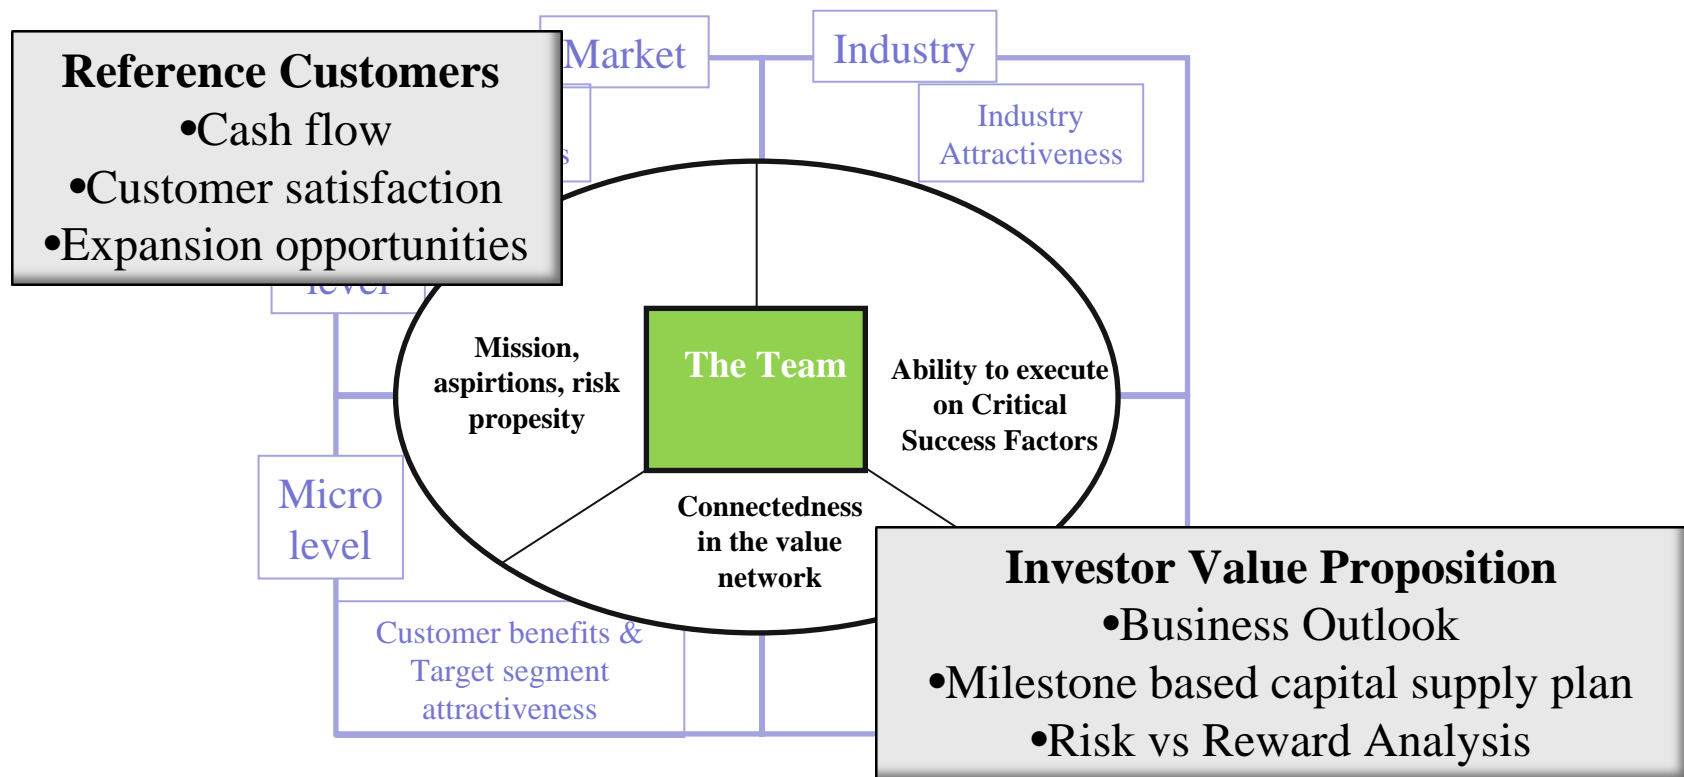 Market
Industry
Reference Customers
•Cash flow
•Customer satisfaction
•Expansion opportunities
Industry
Attractiveness
level
Mission,
aspirtions, risk
propesity
The Team
Ability to execute
on Critical
Success Factors
Micro
level
Connectedness
in the value
network
Customer benefits &
Target segment
attractiveness
Investor Value Proposition
•Business Outlook
•Milestone based capital supply plan
•Risk vs Reward Analysis